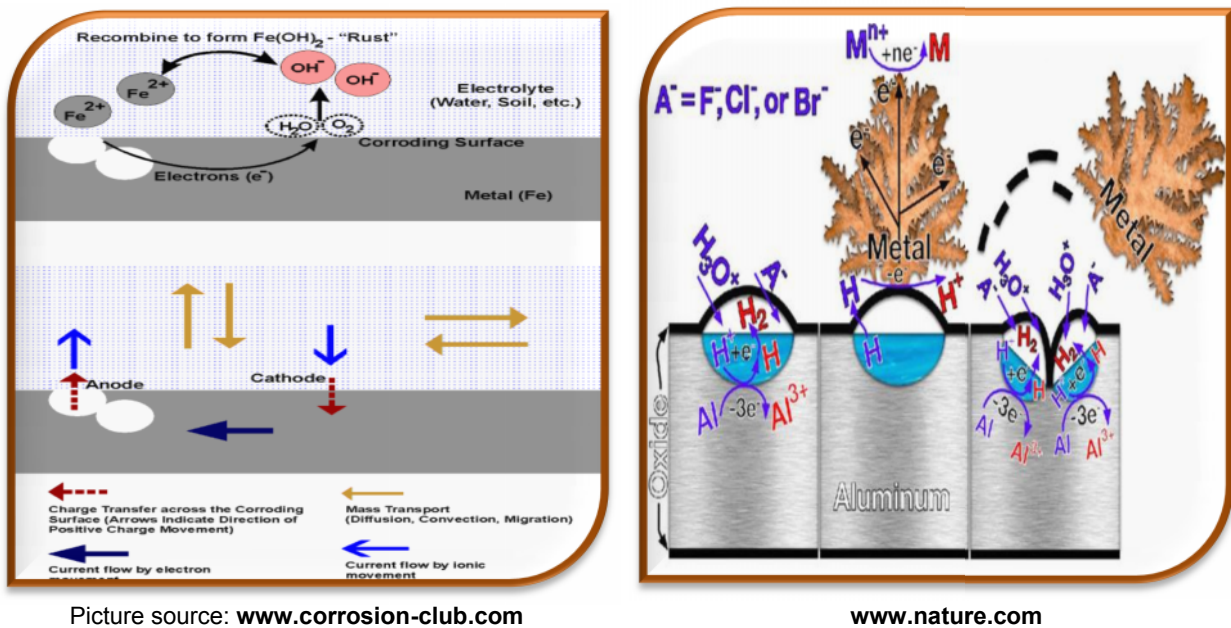 Recombine to form Fe(OH)2 - “Rust”
Fe2+
Fe2+
OH-
OH-
Electrolyte
(Water, Soil, etc.)
H2O
O2
Corroding Surface
Electrons (e-)
Metal (Fe)
Anode
Cathode
Charge Transfer across the Corroding
Surface (Arrows Indicate Direction of
Positive Charge Movement)
Mass Transport
(Diffusion, Convection, Migration)
Current flow by electron
movement
Current flow by ionic
movement
Mn+
+ne-
M
A- = F-, Cl-, or Br-
e-
e-
e-
Metal
-e-
H
H+
H
Metal
H3Ox
A-
H2
H+
+e-
H
Al
-3e-
Al3+
A-
H3Ox
H3Ox
A-
H2
H2
H-
+e
H
H-
+e
H
Al
-3e-
Al3+
Al
-3e-
Al3+
Oxide
Aluminum
Picture source: www.corrosion-club.com
www.nature.com